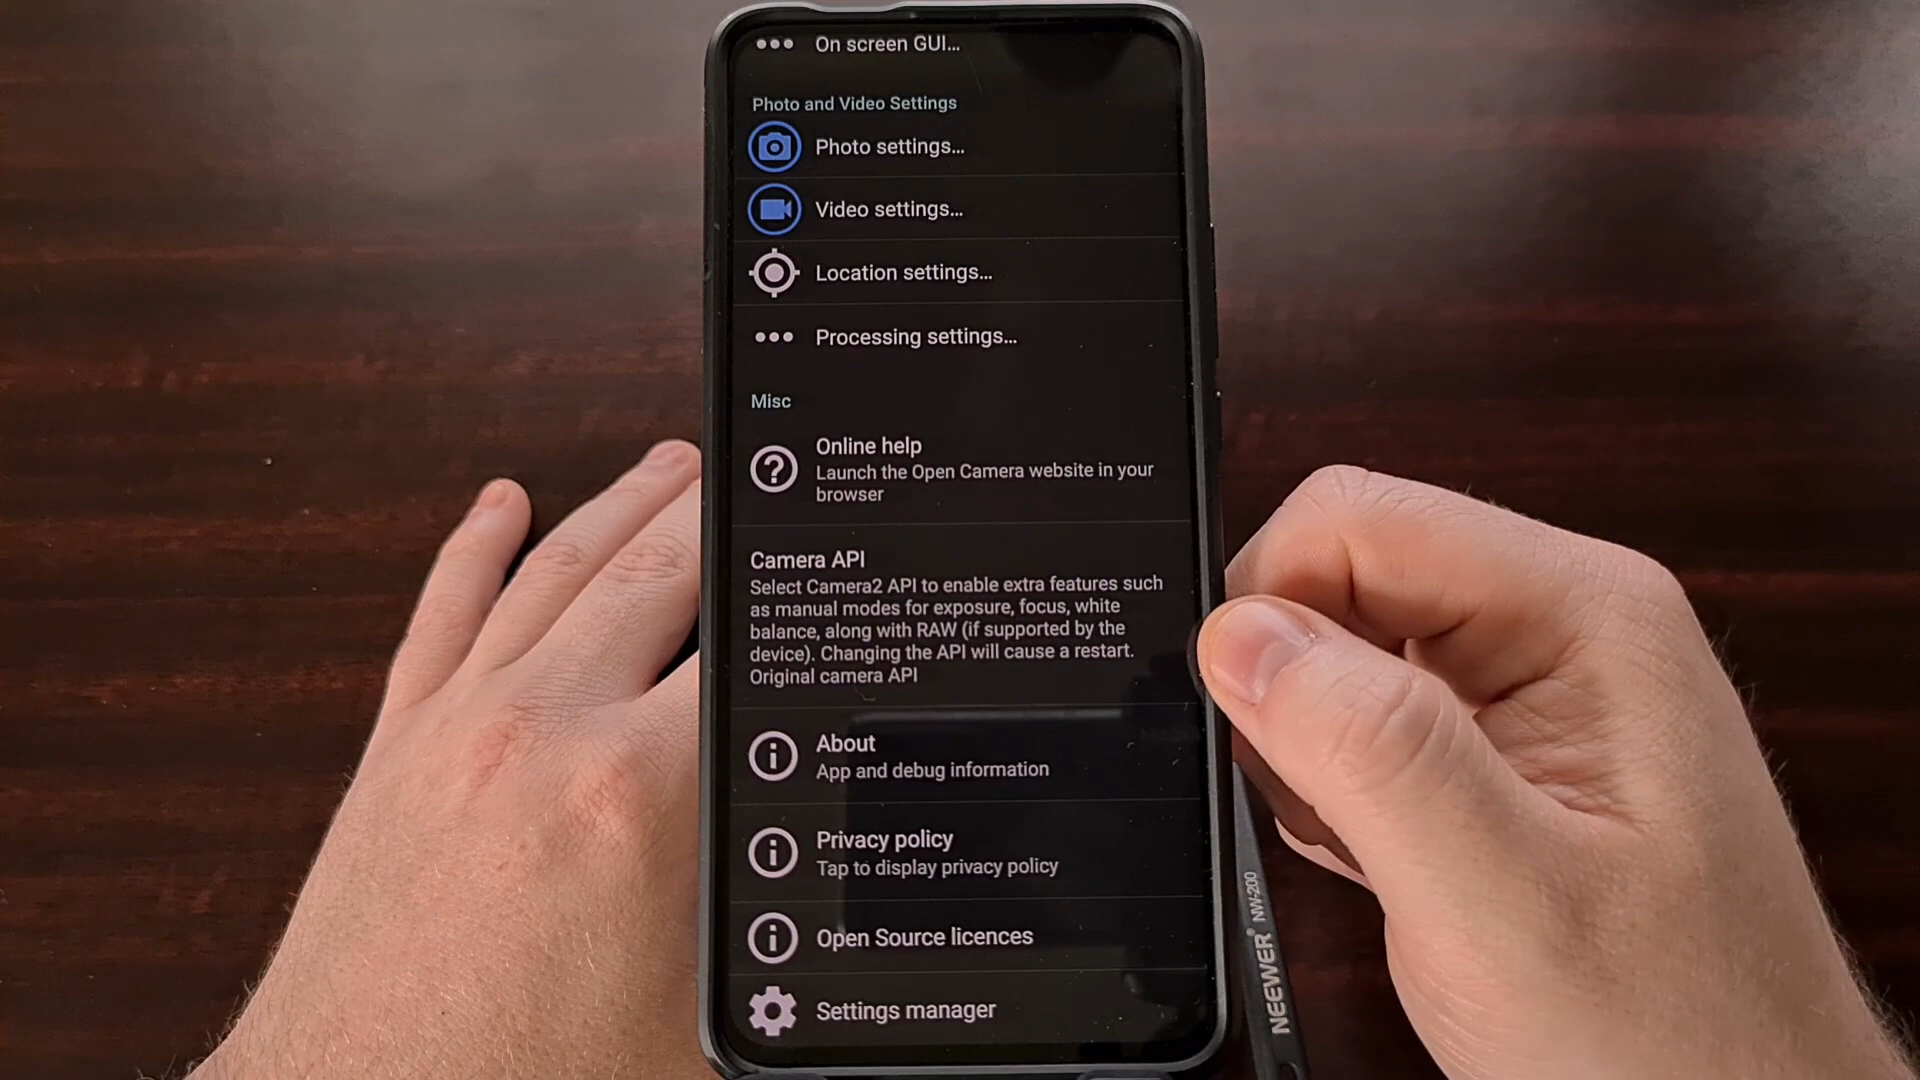 On screen GUI...
Photo and Video Settings
Photo settings...
Video settings...
Location settings...
Processing settings...
Misc
Online help
Launch the Open Camera website in your
browser
Camera API
Select Camera2 API to enable extra features such
as manual modes for exposure, focus, white
balance, along with RAW (if supported by the
device). Changing the API will cause a restart.
Original camera API
About
App and debug information
Privacy policy
Tap to display privacy policy
Open Source licences
Settings manager
NEEWER® NW-200